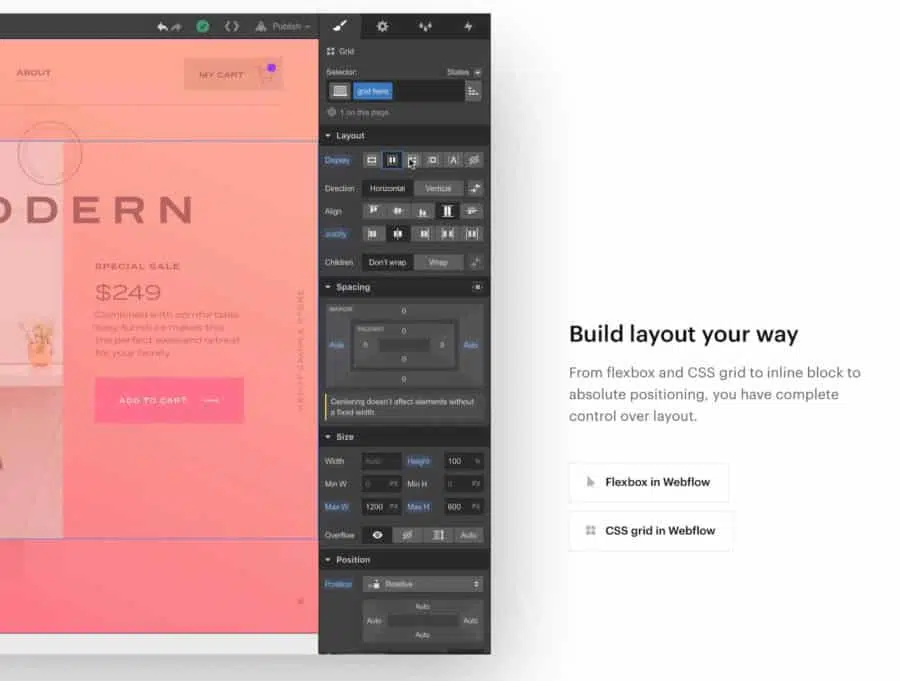 Publish
ABOUT
MY CART
ODERN
SPECIAL SALE
$249
Combined with comfortable
easy furniture makes this
the perfect weekend retreat
for your family.
ADD TO CART
Grid
Selector:
States
grid hero
1 on this page
Layout
Display
Direction
Horizontal
Vertical
Align
Justify
Children
Don't wrap
Wrap
Spacing
MARGIN
0
PADDING
0
Auto
0
0
Auto
0
0
Centering doesn't affect elements without
a fixed width.
Size
Width
Auto
Height
100
%
Min W
0
PX
Min H
0
PX
Max W
1200
PX
Max H
600
PX
Overflow
Auto
Position
Position
Relative
Auto
Auto
Auto
Auto
Build layout your way
From flexbox and CSS grid to inline block to
absolute positioning, you have complete
control over layout.
Flexbox in Webflow
CSS grid in Webflow